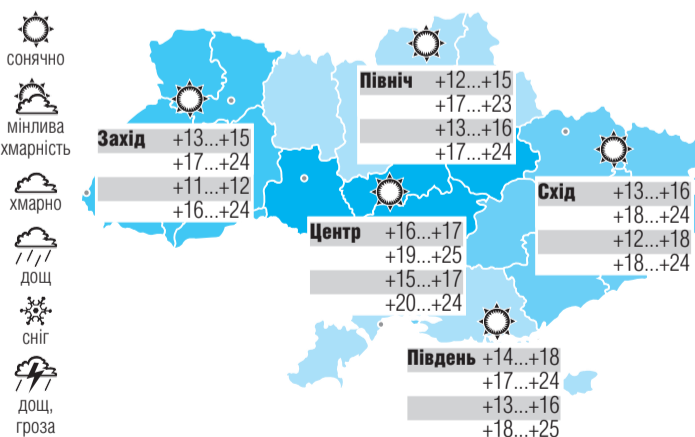 сонячно
мінлива
хмарність
хмарно
дощ
сніг
дощ,
гроза
Північ +12...+15
+17...+23
+13...+16
+17...+24
Захід +13...+15
+17...+24
+11...+12
+16...+24
Схід +13...+16
+18...+24
+12...+18
+18...+24
Центр +16...+17
+19...+25
+15...+17
+20...+24
Південь +14...+18
+17...+24
+13...+16
+18...+25